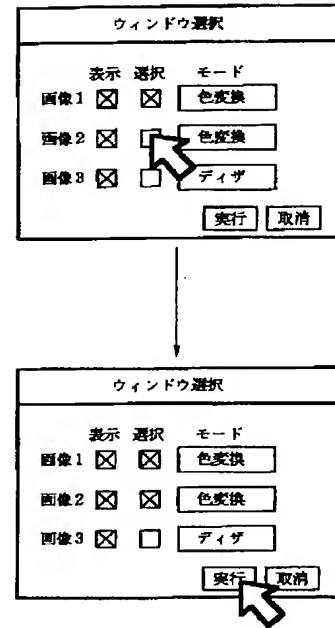 ウィンドウ選択
表示 選択 モード
画像1 色変換
画像2 色変換
画像3 ディザ
実行 取消
ウィンドウ選択
表示 選択 モード
画像1 色変換
画像2 色変換
画像3 ディザ
実行 取消